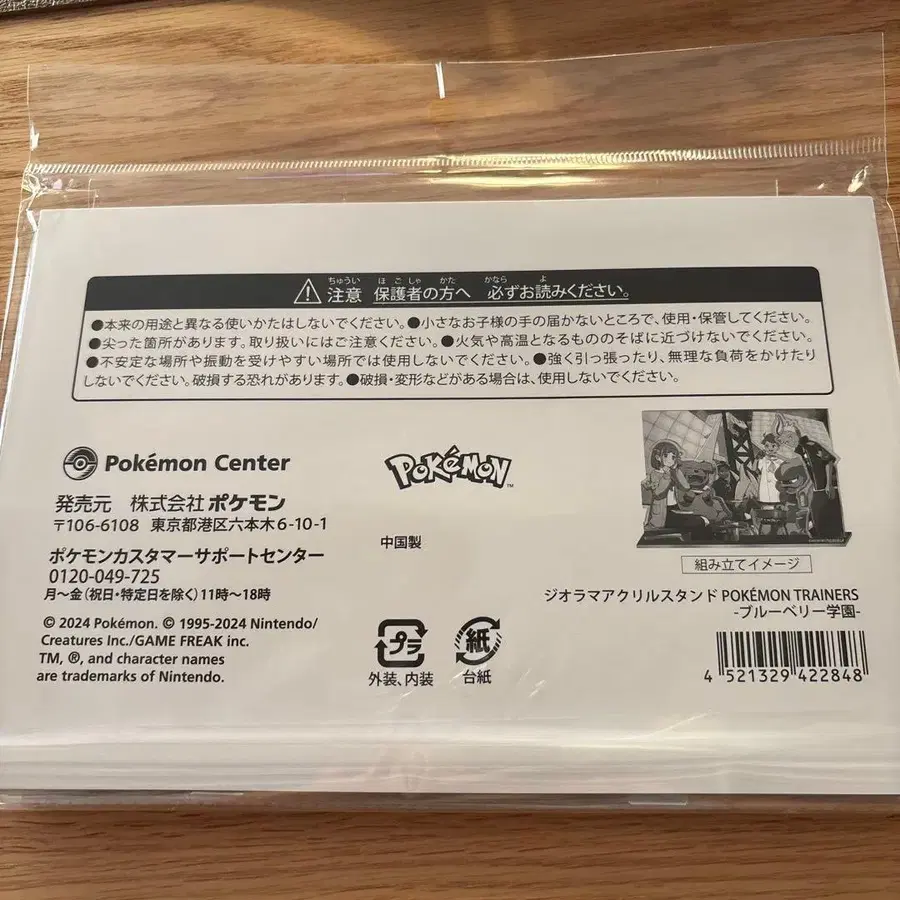 ちゅうい ほごしゃ かた かなら よ
注意 保護者の方へ 必ずお読みください。
●本来の用途と異なる使いかたはしないでください。●小さなお子様の手の届かないところで、使用・保管してください。
●尖った箇所があります。取り扱いにはご注意ください。●火気や高温となるもののそばに近づけないでください。
●不安定な場所や振動を受けやすい場所では使用しないでください。●強く引っ張ったり、無理な負荷をかけたり
しないでください。破損する恐れがあります。●破損・変形などがある場合は、使用しないでください。
Pokémon Center
発売元 株式会社ポケモン
〒106-6108 東京都港区六本木6-10-1
ポケモンカスタマーサポートセンター
0120-049-725
月〜金(祝日・特定日を除く)11時〜18時
© 2024 Pokémon. © 1995-2024 Nintendo/
Creatures Inc./GAME FREAK inc.
TM, ®, and character names
are trademarks of Nintendo.
POKéMON™
中国製
プラ
外装、内装
紙
台紙
組み立てイメージ
ジオラマアクリルスタンド POKÉMON TRAINERS
-ブルーベリー学園-
4 521329 422848